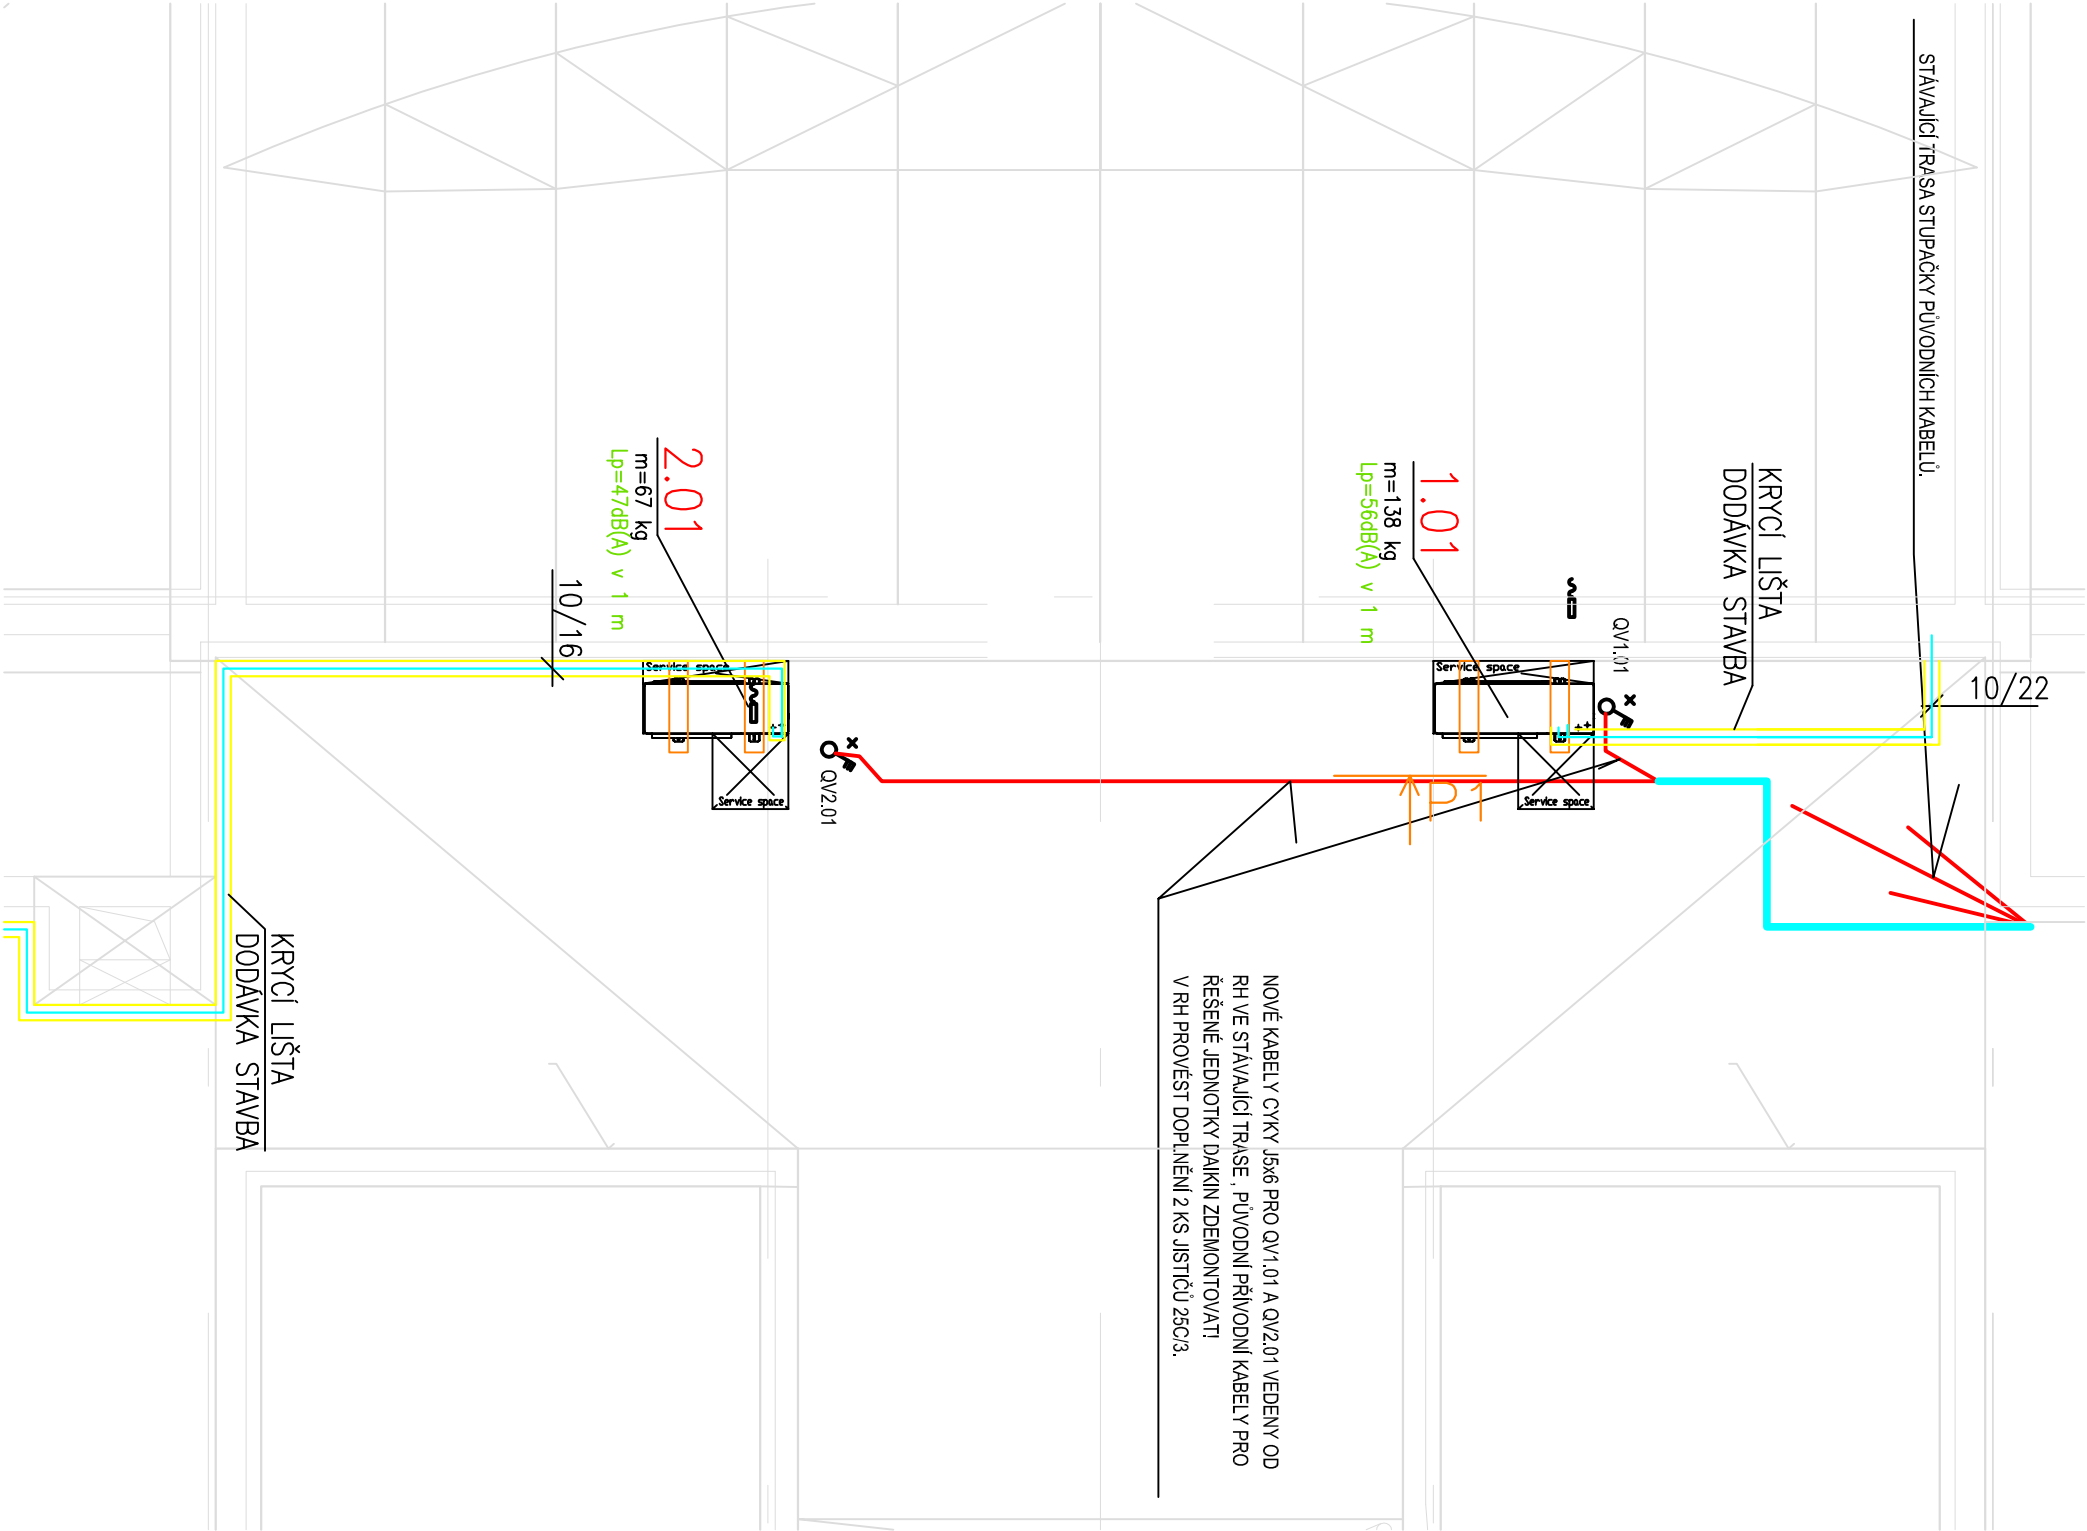 STÁVAJÍCÍ TRASA STUPAČKY PŮVODNÍCH KABELŮ.
10/22
KRYCÍ LIŠTA
DODÁVKA STAVBA
QV1.01
1.01
m=138 kg
Lp=56dB(A) v 1 m
Service space
Service space
P1
2.01
m=67 kg
Lp=47dB(A) v 1 m
10/16
Service space
Service space
QV2.01
NOVÉ KABELY CYKY J5x6 PRO QV1.01 A QV2.01 VEDENY OD
RH VE STÁVAJÍCÍ TRASE , PŮVODNÍ PŘÍVODNÍ KABELY PRO
ŘEŠENÉ JEDNOTKY DAIKIN ZDEMONTOVAT!
V RH PROVÉST DOPLNĚNÍ 2 KS JISTIČŮ 25C/3.
KRYCÍ LIŠTA
DODÁVKA STAVBA